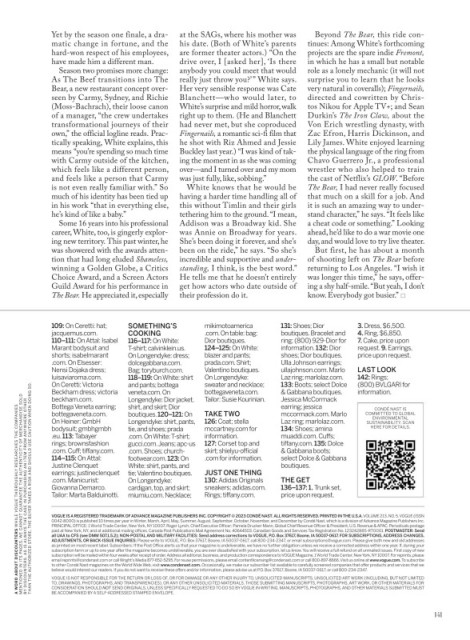 Yet by the season one finale, a dra-
matic change in fortune, and the
hard-won respect of his employees,
have made him a different man.
Season two promises more change:
As The Beef transitions into The
Bear, a new restaurant concept over-
seen by Carmy, Sydney, and Richie
(Moss-Bachrach), their loose canon
of a manager, "the crew undertakes
transformational journeys of their
own," the official logline reads. Prac-
tically speaking, White explains, this
means "you're spending so much time
with Carmy outside of the kitchen,
which feels like a different person,
and feels like a person that Carmy
is not even really familiar with." So
much of his identity has been tied up
in his work "that in everything else,
he's kind of like a baby."
Some 16 years into his professional
career, White, too, is gingerly explor-
ing new territory. This past winter, he
was showered with the awards atten-
tion that had long eluded Shameless,
winning a Golden Globe, a Critics
Choice Award, and a Screen Actors
Guild Award for his performance in
The Bear. He appreciated it, especially
at the SAGs, where his mother was
his date. (Both of White's parents
are former theater actors.) "On the
drive over, I [asked her], 'Is there
anybody you could meet that would
really just throw you?'" White says.
Her very sensible response was Cate
Blanchett—who would later, to
White's surprise and mild horror, walk
right up to them. (He and Blanchett
had never met, but she coproduced
Fingernails, a romantic sci-fi film that
he shot with Riz Ahmed and Jessie
Buckley last year.) "I was kind of tak-
ing the moment in as she was coming
over—and I turned over and my mom
was just fully, like, sobbing."
White knows that he would be
having a harder time handling all of
this without Timlin and their girls
tethering him to the ground. "I mean,
Addison was a Broadway kid. She
was Annie on Broadway for years.
She's been doing it forever, and she's
been on the ride," he says. "So she's
incredible and supportive and under-
standing. I think, is the best word."
He tells me that he doesn't entirely
get how actors who date outside of
their profession do it.
Beyond The Bear, this ride con-
tinues: Among White's forthcoming
projects are the spare indie Fremont,
in which he has a small but notable
role as a lonely mechanic (it will not
surprise you to learn that he looks
very natural in coveralls); Fingernails,
directed and cowritten by Chris-
tos Nikou for Apple TV+; and Sean
Durkin's The Iron Claw, about the
Von Erich wrestling dynasty, with
Zac Efron, Harris Dickinson, and
Lily James. White enjoyed learning
the physical language of the ring from
Chavo Guerrero Jr., a professional
wrestler who also helped to train
the cast of Netflix's GLOW. "Before
The Bear, I had never really focused
that much on a skill for a job. And
it is such an amazing way to under-
stand character," he says. "It feels like
a cheat code or something." Looking
ahead, he'd like to do a war movie one
day, and would love to try live theater.
But first, he has about a month
of shooting left on The Bear before
returning to Los Angeles. "I wish it
was longer this time," he says, offer-
ing a shy half-smile. "But yeah, I don't
know. Everybody got busier." □
109: On Ceretti: hat;
jacquemus.com.
110–111: On Attal: Isabel
Marant bodysuit and
shorts; isabelmarant
.com. On Elsesser:
Nensi Dojaka dress;
luisaviaroma.com.
On Ceretti: Victoria
Beckham dress; victoria
beckham.com.
Bottega Veneta earring;
bottegaveneta.com.
On Heiner: GmbH
bodysuit; gmbhgmbh
.eu. 113: Tabayer
rings; brownsfashion
.com. Cuff; tiffany.com.
114–115: On Attal:
Justine Clenquet
earrings; justineclenquet
.com. Manicurist:
Giovanna Demarco.
Tailor: Marta Balduinotti.
SOMETHING'S
COOKING
116–117: On White:
T-shirt; calvinklein.us.
On Longendyke: dress;
dolcegabbana.com.
Bag; toryburch.com.
118–119: On White: shirt
and pants; bottega
veneta.com. On
Longendyke: Dior jacket,
shirt, and skirt; Dior
boutiques. 120–121: On
Longendyke: shirt, pants,
tie, and shoes; prada
.com. On White: T-shirt;
gucci.com. Jeans; agc-us
.com. Shoes; church-
footwear.com. 123: On
White: shirt, pants, and
tie; Valentino boutiques.
On Longendyke:
cardigan, top, and skirt;
miumiu.com. Necklace;
mikimotoamerica
.com. On table: bag;
Dior boutiques.
124–125: On White:
blazer and pants;
prada.com. Shirt;
Valentino boutiques.
On Longendyke:
sweater and necklace;
bottegaveneta.com.
Tailor: Susie Kourinian.
TAKE TWO
126: Coat; stella
mccartney.com for
information.
127: Corset top and
skirt; shelley-official
.com for information.
JUST ONE THING
130: Adidas Originals
sneakers; adidas.com.
Rings; tiffany.com.
131: Shoes; Dior
boutiques. Bracelet and
ring; (800) 929-Dior for
information. 132: Dior
shoes; Dior boutiques.
Ulla Johnson earrings;
ullajohnson.com. Marlo
Laz ring; marlolaz.com.
133: Boots; select Dolce
& Gabbana boutiques.
Jessica McCormack
earring; jessica
mccormack.com. Marlo
Laz ring; marlolaz.com.
134: Shoes; amina
muaddi.com. Cuffs;
tiffany.com. 135: Dolce
& Gabbana boots;
select Dolce & Gabbana
boutiques.
THE GET
136–137: 1. Trunk set,
price upon request.
3. Dress, $6,500.
4. Ring, $6,850.
7. Cake, price upon
request. 9. Earrings,
price upon request.
LAST LOOK
142: Rings;
(800) BVLGARI for
information.
CONDÉ NAST IS
COMMITTED TO GLOBAL
ENVIRONMENTAL
SUSTAINABILITY. SCAN
HERE FOR DETAILS.
VOGUE IS A REGISTERED TRADEMARK OF ADVANCE MAGAZINE PUBLISHERS INC. COPYRIGHT © 2023 CONDÉ NAST. ALL RIGHTS RESERVED. PRINTED IN THE U.S.A.